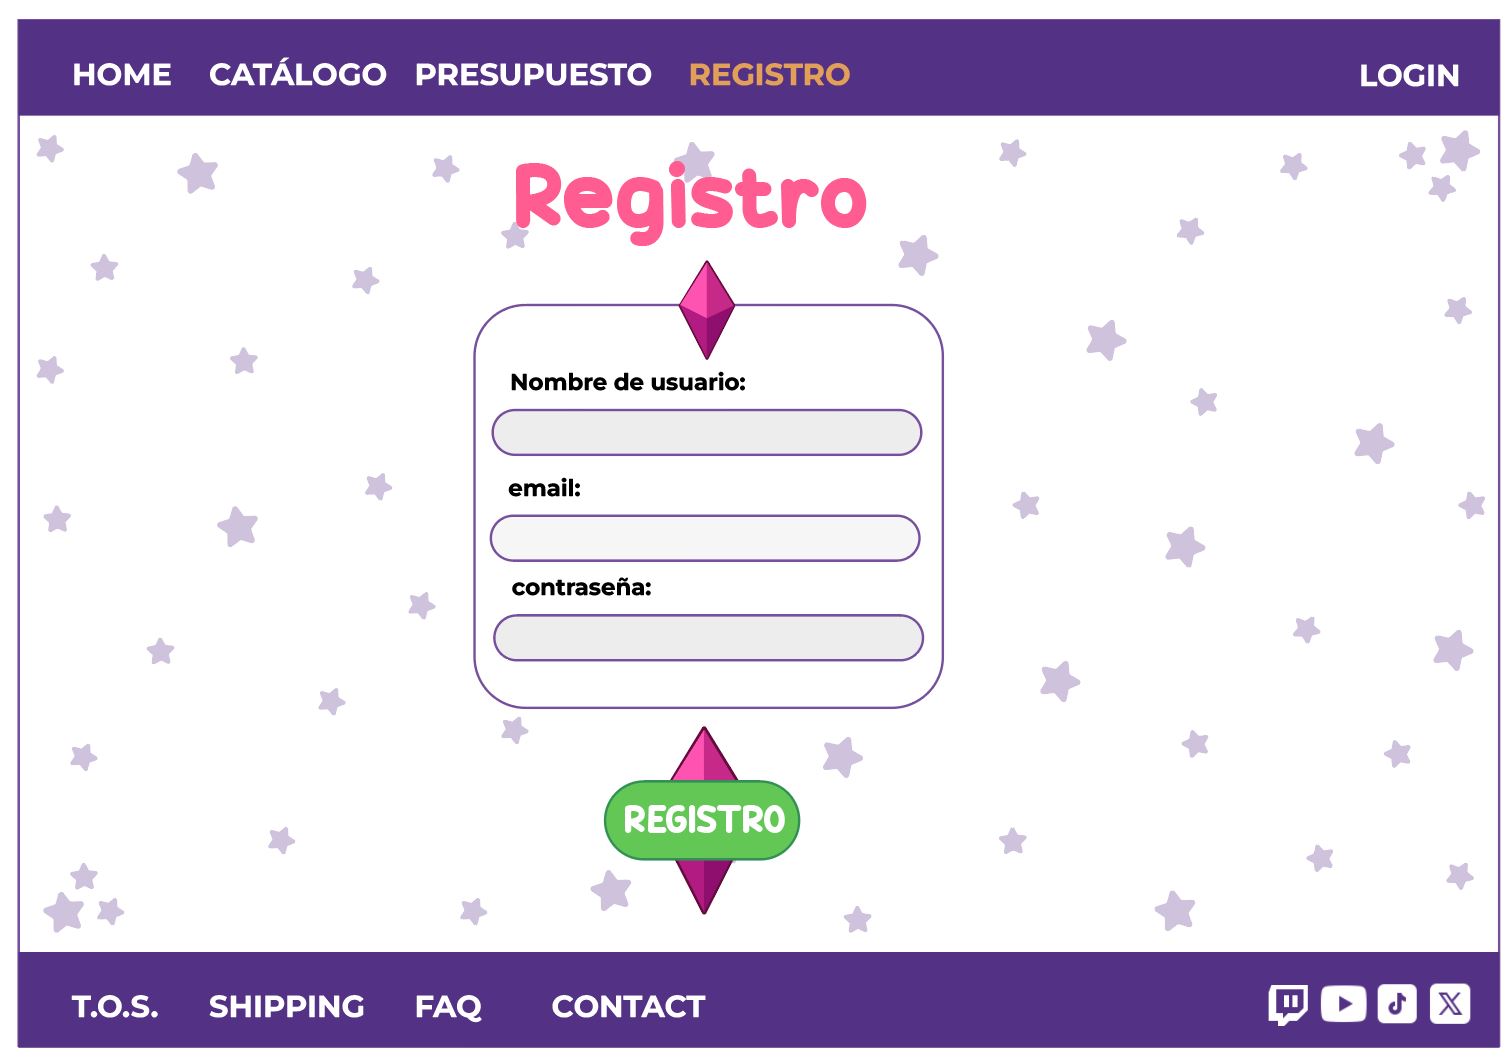 HOME CATÁLOGO PRESUPUESTO REGISTRO LOGIN
Registro
Nombre de usuario:
email:
contraseña:
REGISTRO
T.O.S. SHIPPING FAQ CONTACT